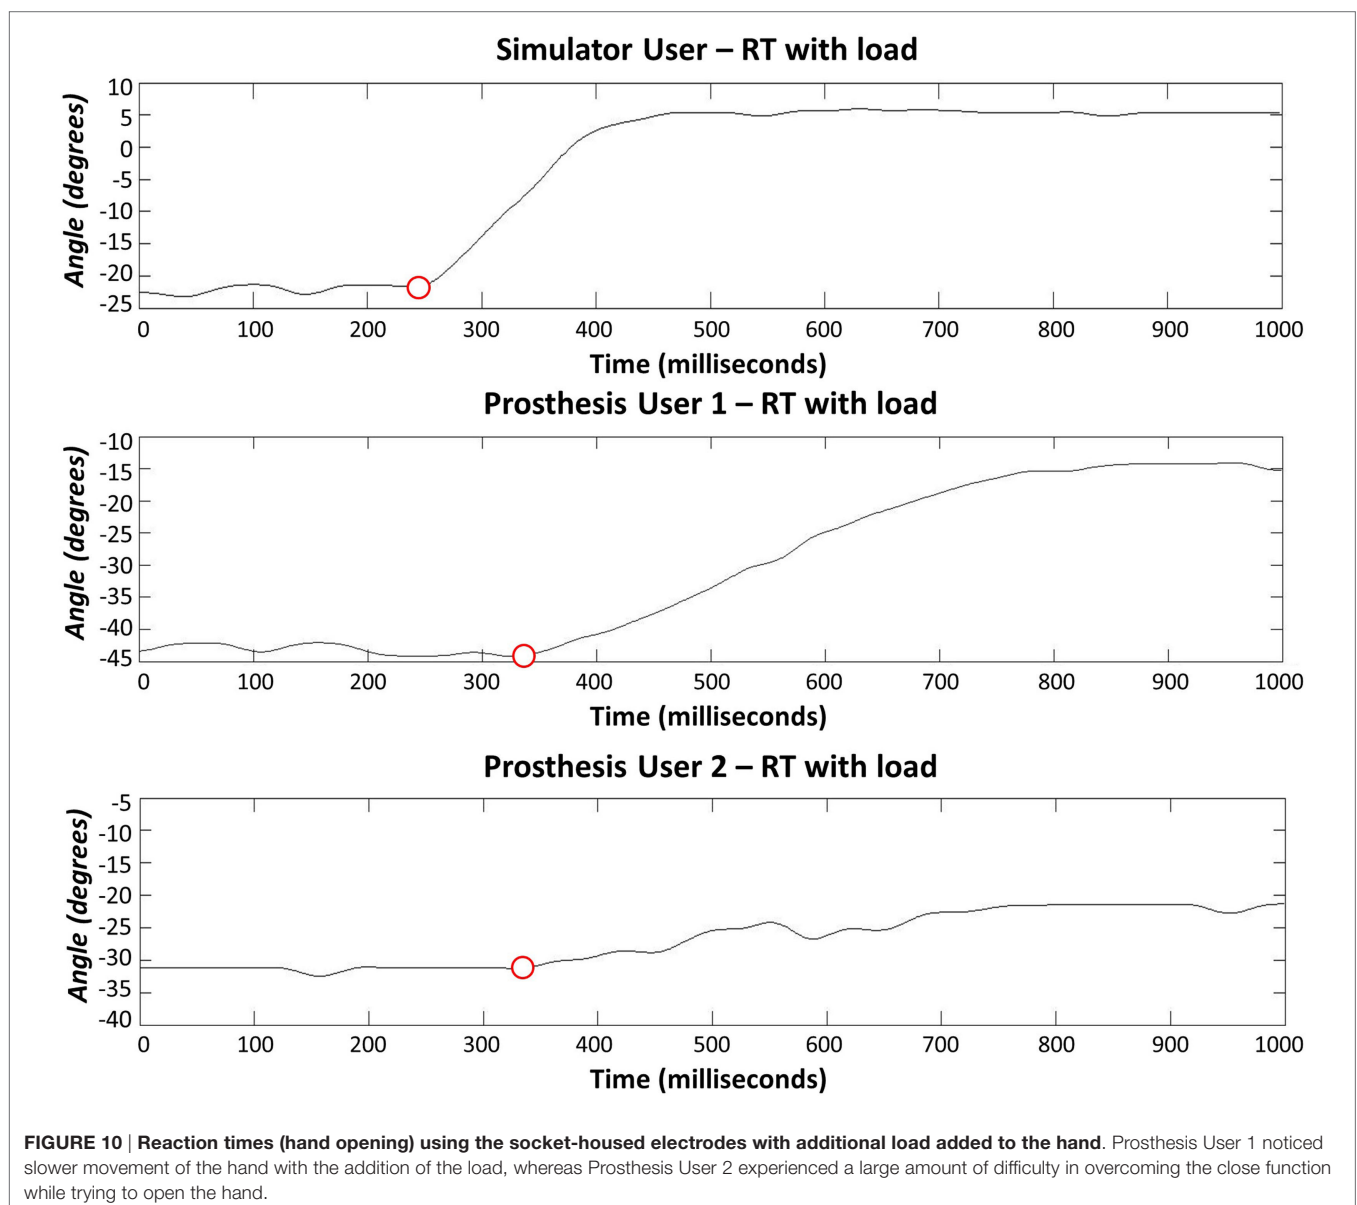 Simulator User – RT with load
Angle (degrees)
10
5
0
-5
-10
-15
-20
-25
0 100 200 300 400 500 600 700 800 900 1000
Time (milliseconds)
Prosthesis User 1 – RT with load
Angle (degrees)
-10
-15
-20
-25
-30
-35
-40
-45
0 100 200 300 400 500 600 700 800 900 1000
Time (milliseconds)
Prosthesis User 2 – RT with load
Angle (degrees)
-5
-10
-15
-20
-25
-30
-35
-40
0 100 200 300 400 500 600 700 800 900 1000
Time (milliseconds)
FIGURE 10 | Reaction times (hand opening) using the socket-housed electrodes with additional load added to the hand. Prosthesis User 1 noticed
slower movement of the hand with the addition of the load, whereas Prosthesis User 2 experienced a large amount of difficulty in overcoming the close function
while trying to open the hand.